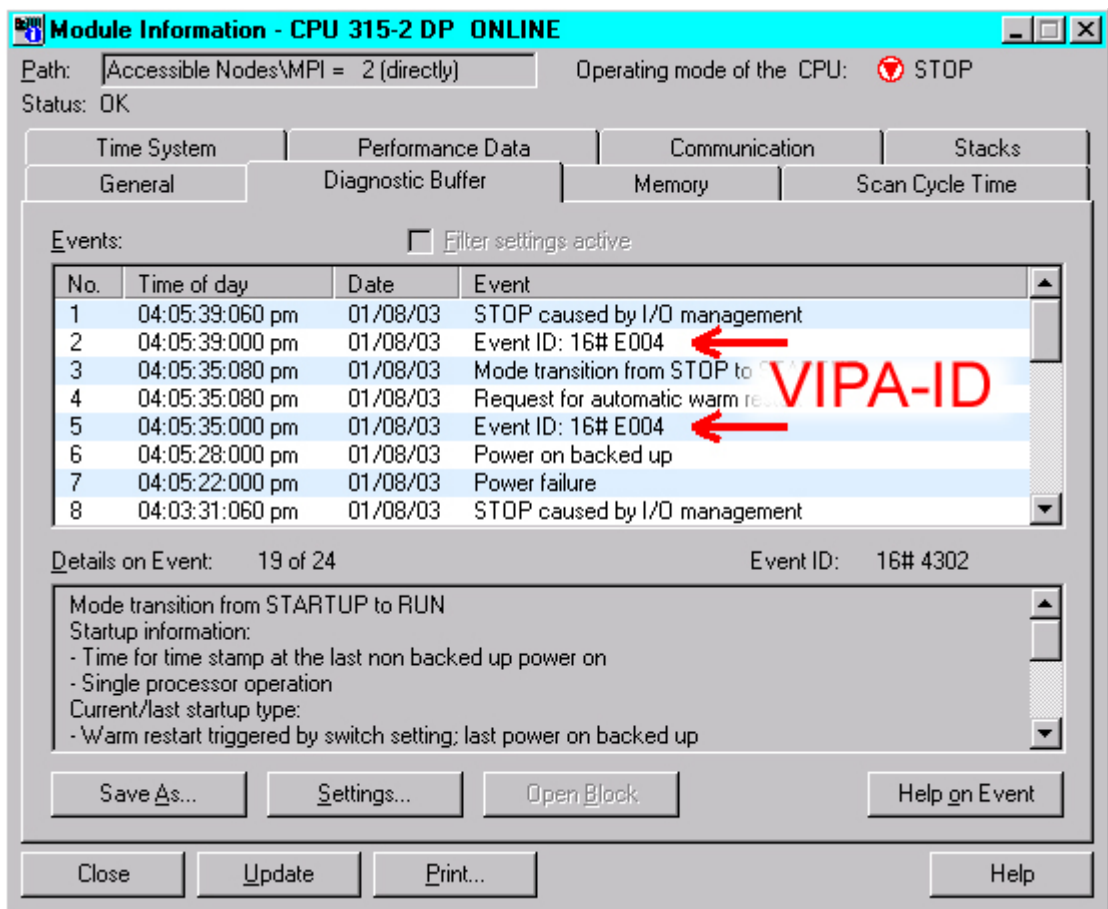 Module Information - CPU 315-2 DP ONLINE
Path: Accessible Nodes\MPI = 2 (directly) Operating mode of the CPU: STOP
Status: OK
Time System Performance Data Communication Stacks
General Diagnostic Buffer Memory Scan Cycle Time
Events: Filter settings active
No. Time of day Date Event
1 04:05:39:060 pm 01/08/03 STOP caused by I/O management
2 04:05:39:000 pm 01/08/03 Event ID: 16# E004
3 04:05:35:080 pm 01/08/03 Mode transition from STOP to
4 04:05:35:080 pm 01/08/03 Request for automatic warm
VIPA-ID
5 04:05:35:000 pm 01/08/03 Event ID: 16# E004
6 04:05:28:000 pm 01/08/03 Power on backed up
7 04:05:22:000 pm 01/08/03 Power failure
8 04:03:31:060 pm 01/08/03 STOP caused by I/O management
Details on Event: 19 of 24 Event ID: 16# 4302
Mode transition from STARTUP to RUN
Startup information:
- Time for time stamp at the last non backed up power on
- Single processor operation
Current/last startup type:
- Warm restart triggered by switch setting; last power on backed up
Save As... Settings... Open Block Help on Event
Close Update Print... Help